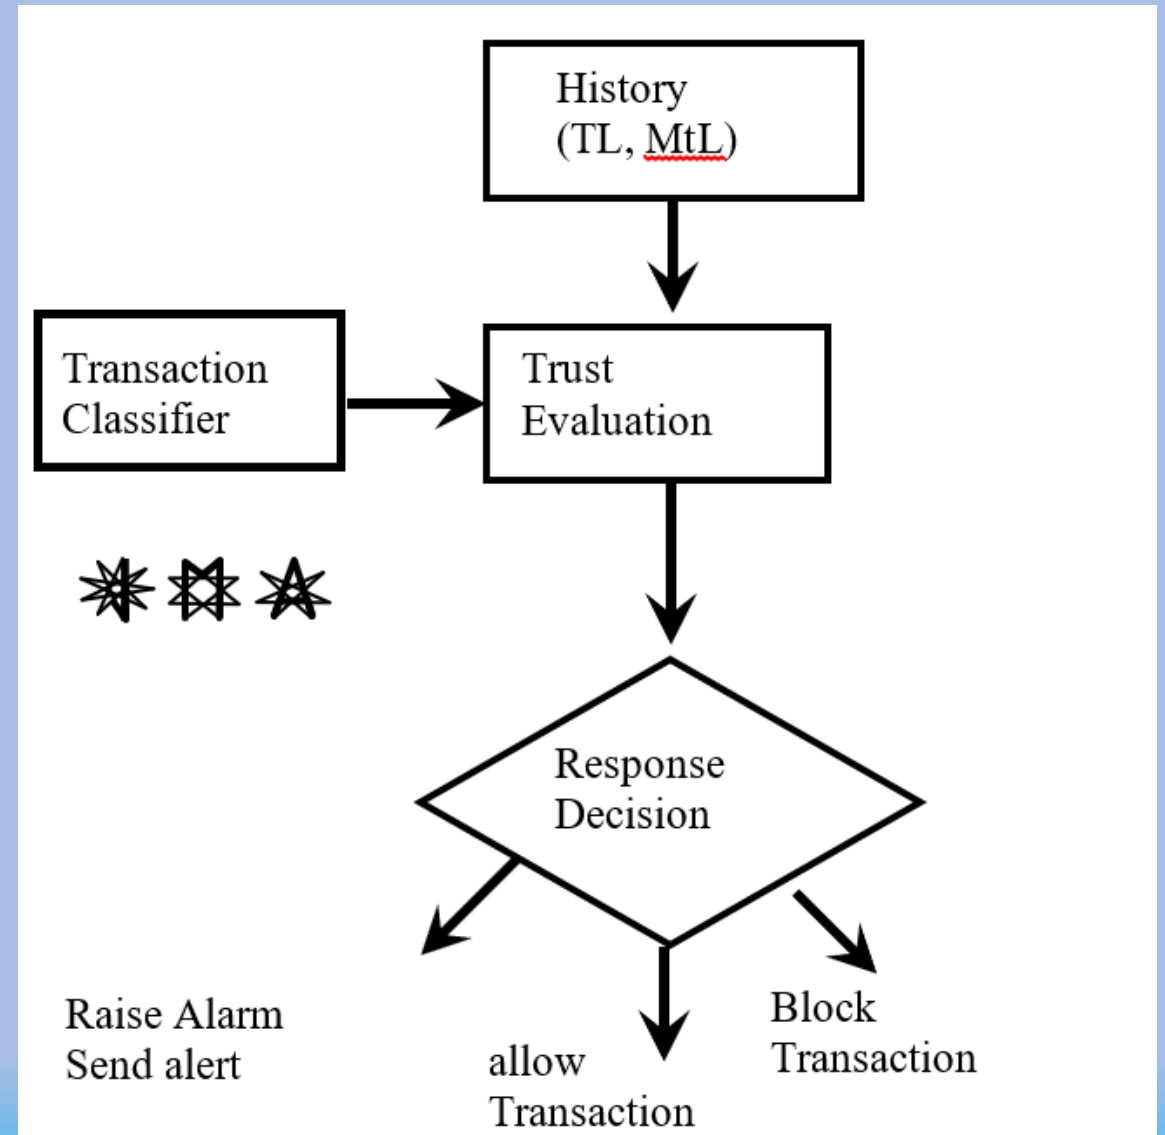 History
(TL, MtL)
Transaction
Classifier
Trust
Evaluation
Response
Decision
Raise Alarm
Send alert
allow
Transaction
Block
Transaction